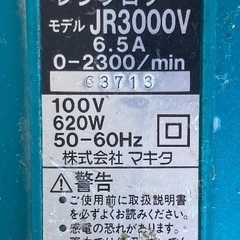 モデル JR3000V
6.5A
0-2300/min
63713
100V
620W
50-60Hz
株式会社 マキタ
⚠警告
●ご使用前に取扱説明書
を必ずお読みください
●感電の恐れがあります